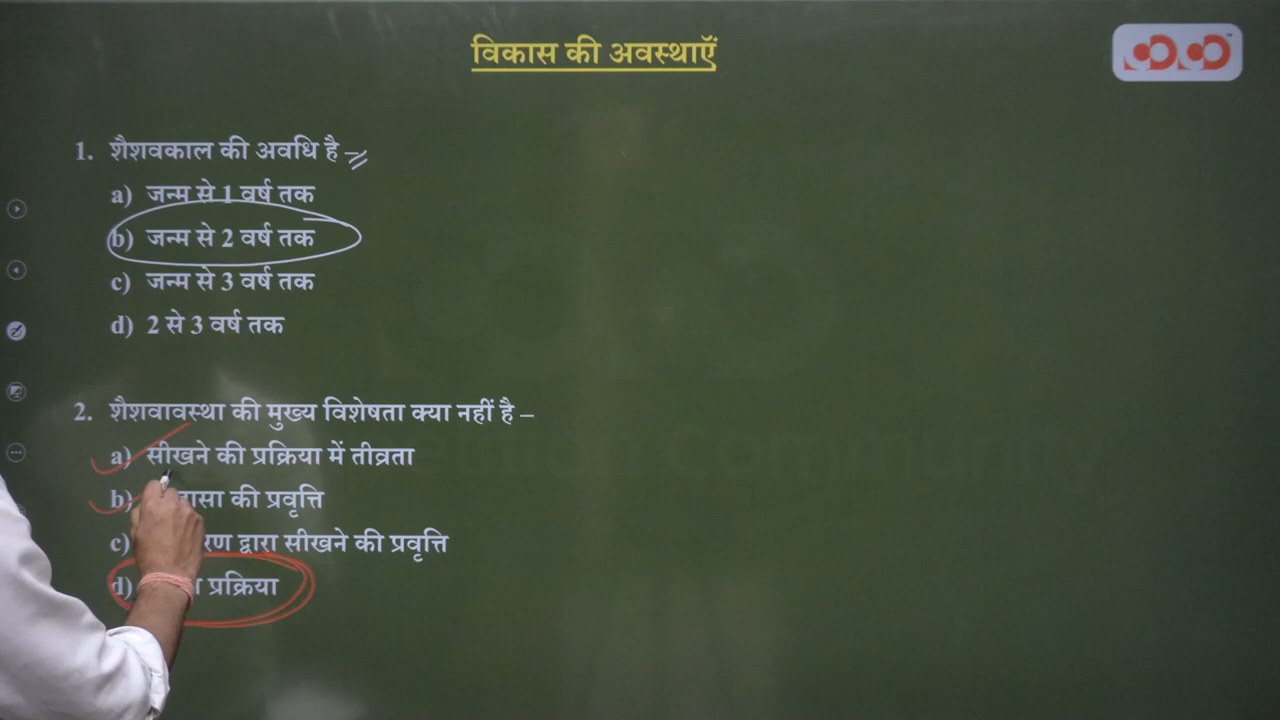 विकास की अवस्थाएँ
1. शैशवकाल की अवधि है –
a) जन्म से 1 वर्ष तक
b) जन्म से 2 वर्ष तक
c) जन्म से 3 वर्ष तक
d) 2 से 3 वर्ष तक
2. शैशवावस्था की मुख्य विशेषता क्या नहीं है –
a) सीखने की प्रक्रिया में तीव्रता
b) की प्रवृत्ति
c) द्वारा सीखने की प्रवृत्ति
d) प्रक्रिया